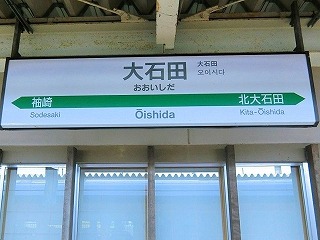 大石田
大石田
오이시다
おおいしだ
袖崎
北大石田
Sodesaki
Ōishida
Kita-Ōishida